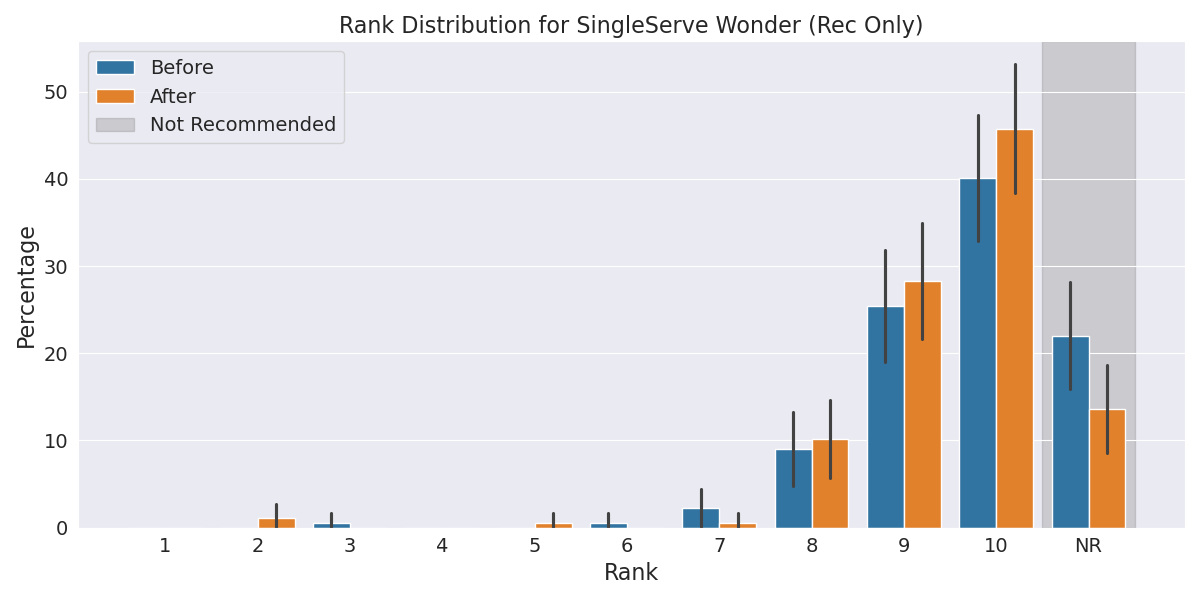 Rank Distribution for SingleServe Wonder (Rec Only)
Before
After
Not Recommended
Percentage
50
40
30
20
10
0
1 2 3 4 5 6 7 8 9 10 NR
Rank